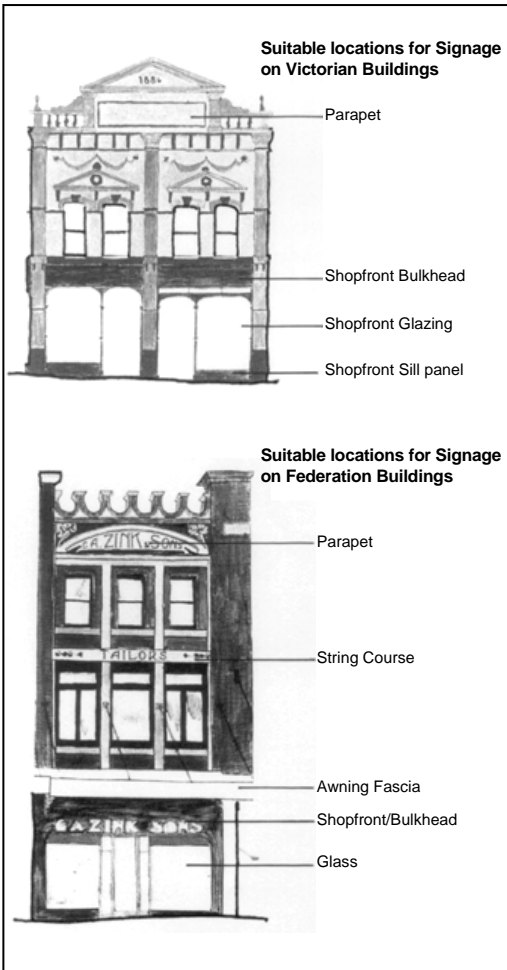 Suitable locations for Signage
on Victorian Buildings
1884
Parapet
Shopfront Bulkhead
Shopfront Glazing
Shopfront Sill panel
Suitable locations for Signage
on Federation Buildings
ZINK & SONS
Parapet
TAILORS
String Course
Awning Fascia
Shopfront/Bulkhead
ZINK SONS
Glass